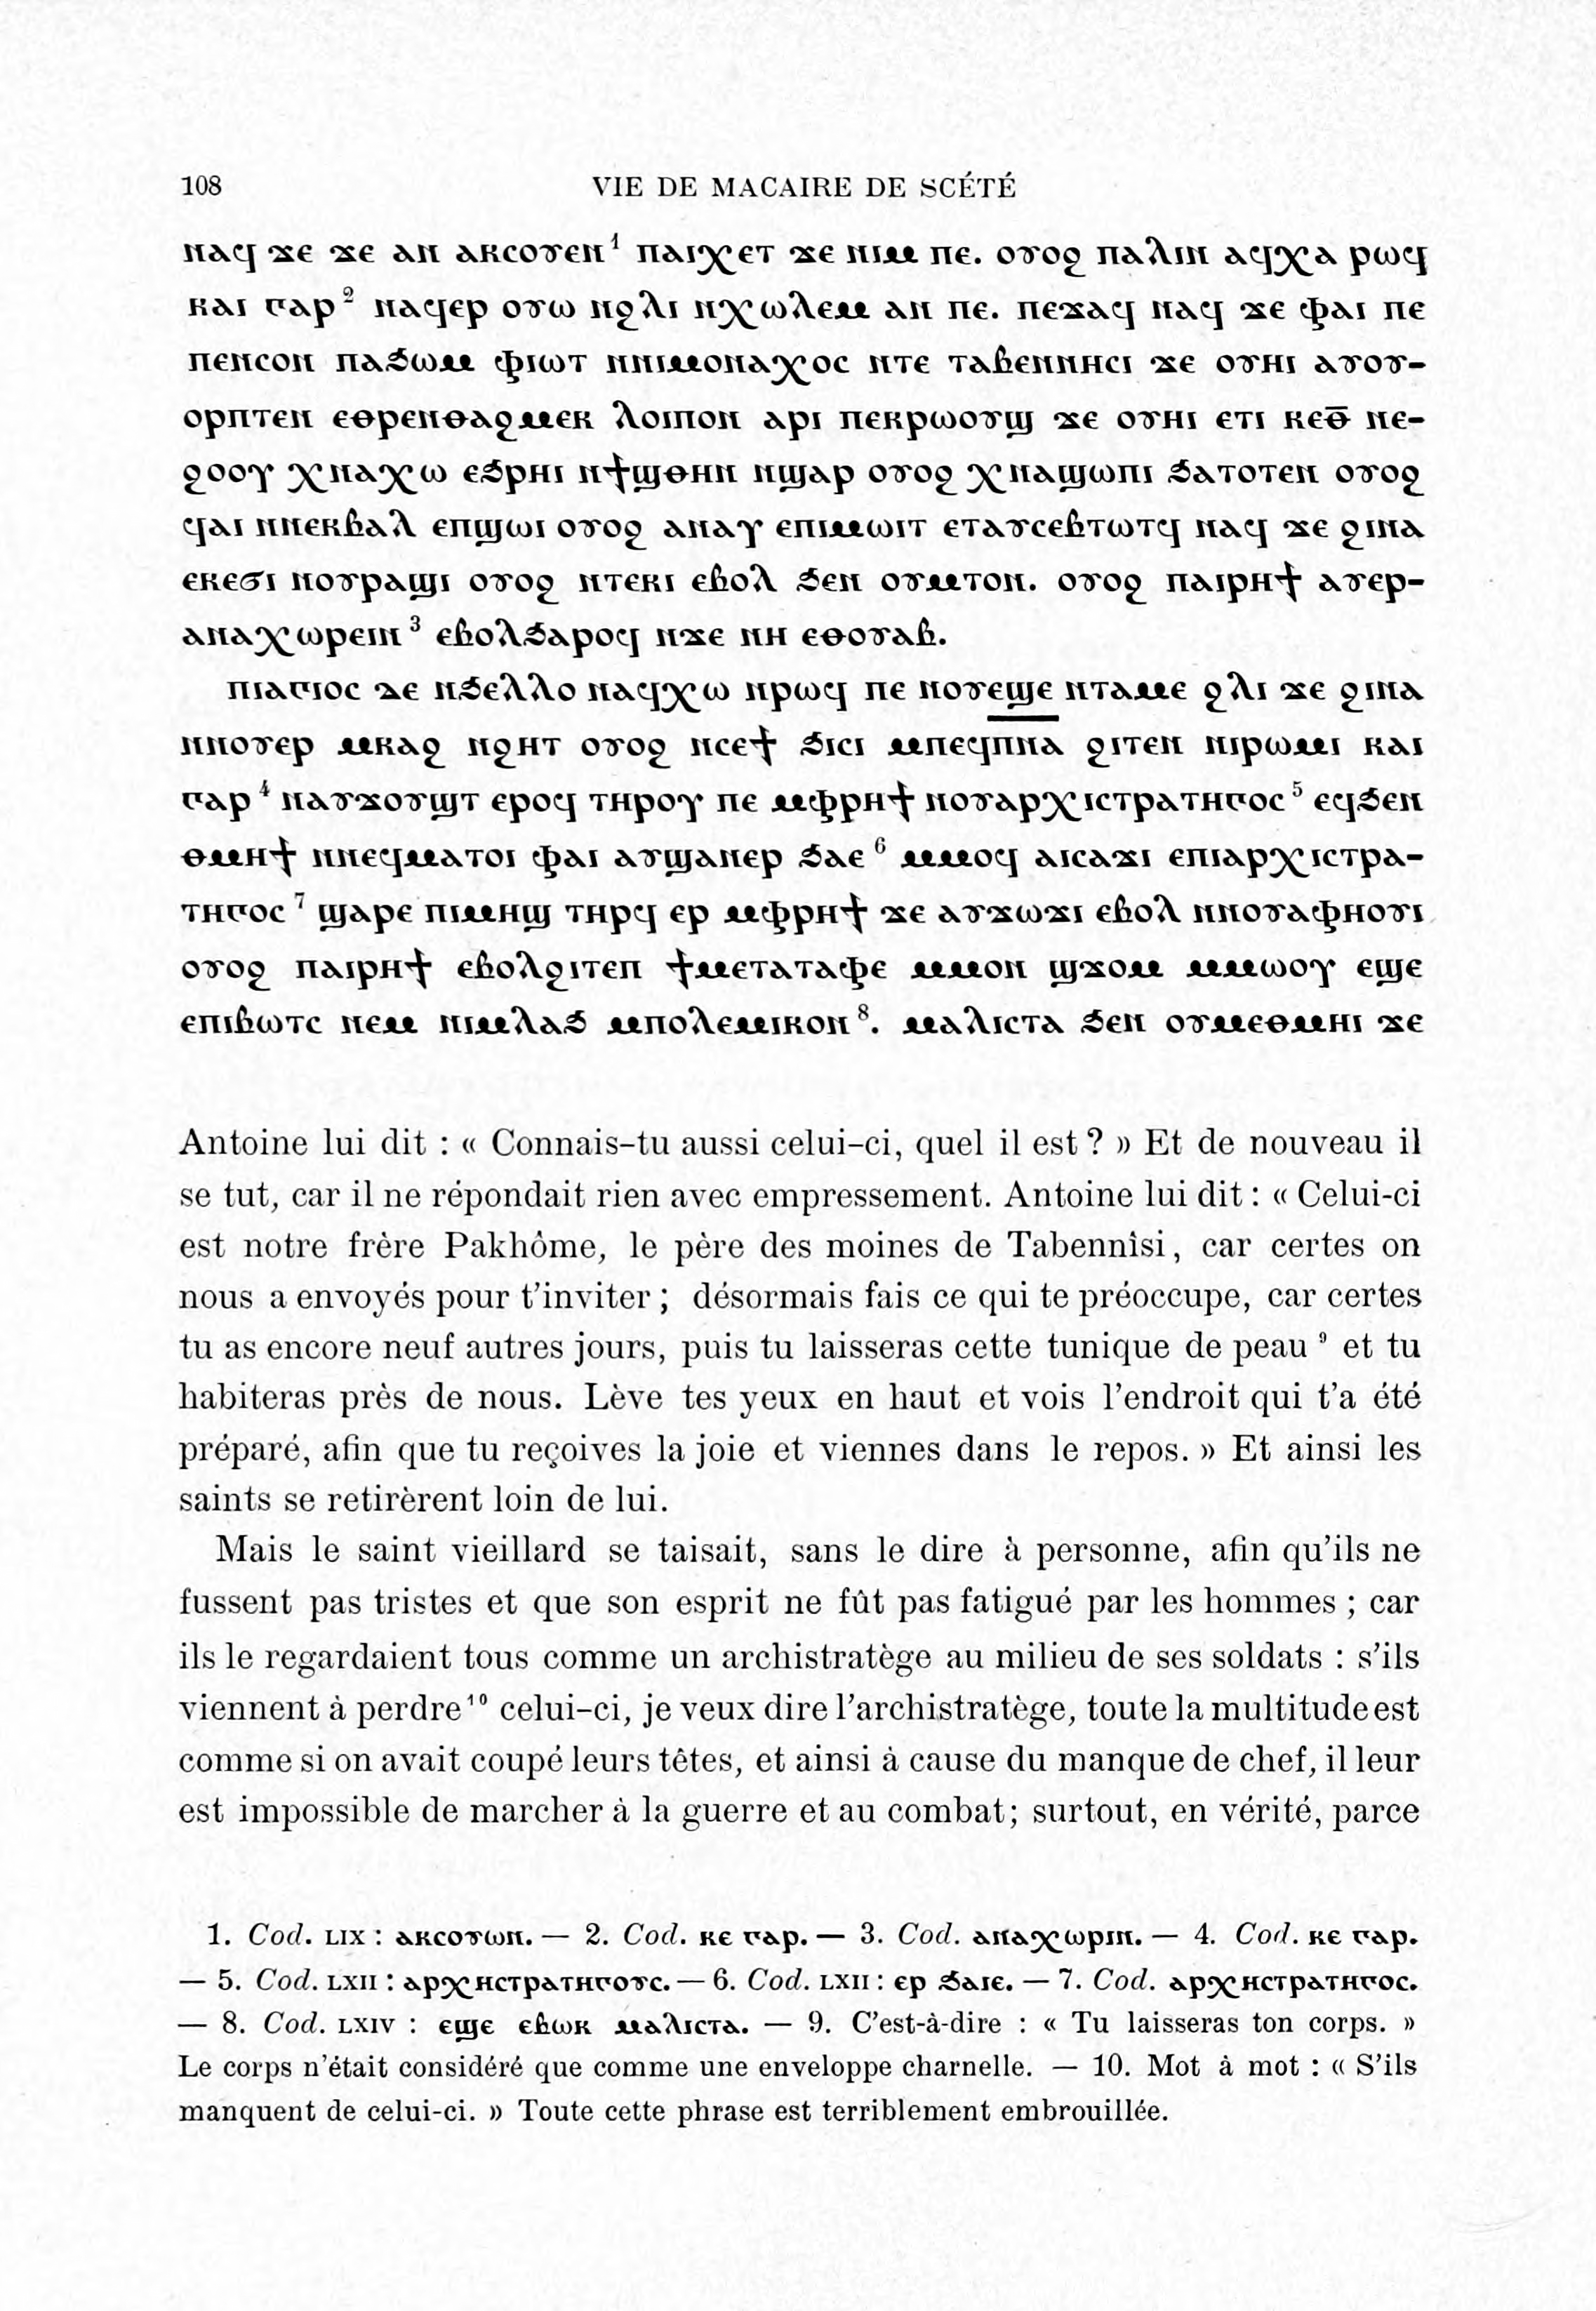 108 VIE DE MACAIRE DE SCÉTÉ
ⲛⲁϥ ϫⲉ ϫⲉ ⲁⲛ ⲁⲕⲥⲟⲩⲉⲛ¹ ⲡⲁⲓⲭⲉⲧ ϫⲉ ⲛⲓⲙ ⲡⲉ. ⲟⲩⲟϩ ⲡⲁⲗⲓⲛ ⲁϥⲭⲁ ⲣⲱϥ
ⲕⲁⲓ ⲅⲁⲣ² ⲛⲁϥⲉⲣ ⲟⲩⲱ ⲛϩⲗⲓ ⲛⲭⲱⲗⲉⲙ ⲁⲛ ⲡⲉ. ⲡⲉϫⲁϥ ⲛⲁϥ ϫⲉ ⲫⲁⲓ ⲡⲉ
ⲡⲉⲛⲥⲟⲛ ⲡⲁϧⲱⲙ ⲫⲓⲱⲧ ⲛⲛⲓⲙⲟⲛⲁⲭⲟⲥ ⲛⲧⲉ ⲧⲁⲃⲉⲛⲛⲏⲥⲓ ϫⲉ ⲟⲩⲏⲓ ⲁⲩⲟⲩ-
ⲟⲣⲡⲧⲉⲛ ⲉⲑⲣⲉⲛⲑⲁϩⲙⲉⲕ ⲗⲟⲓⲡⲟⲛ ⲁⲣⲓ ⲡⲉⲕⲣⲱⲟⲩϣ ϫⲉ ⲟⲩⲏⲓ ⲉⲧⲓ ⲕⲉⲑ̅ ⲛⲉ-
ϩⲟⲟⲩ ⲭⲛⲁⲭⲱ ⲉϧⲣⲏⲓ ⲛϯϣⲑⲏⲛ ⲛϣⲁⲣ ⲟⲩⲟϩ ⲭⲛⲁϣⲱⲡⲓ ϧⲁⲧⲟⲧⲉⲛ ⲟⲩⲟϩ
ϥⲁⲓ ⲛⲛⲉⲕⲃⲁⲗ ⲉⲡϣⲱⲓ ⲟⲩⲟϩ ⲁⲛⲁⲩ ⲉⲡⲓⲙⲱⲓⲧ ⲉⲧⲁⲩⲥⲉⲃⲧⲱⲧϥ ⲛⲁϥ ϫⲉ ϩⲓⲛⲁ
ⲉⲕⲉϭⲓ ⲛⲟⲩⲣⲁϣⲓ ⲟⲩⲟϩ ⲛⲧⲉⲕⲓ ⲉⲃⲟⲗ ϧⲉⲛ ⲟⲩⲙⲧⲟⲛ. ⲟⲩⲟϩ ⲡⲁⲓⲣⲏϯ ⲁⲩⲉⲣ-
ⲁⲛⲁⲭⲱⲣⲉⲓⲛ³ ⲉⲃⲟⲗϧⲁⲣⲟϥ ⲛϫⲉ ⲛⲏ ⲉⲑⲟⲩⲁⲃ.
ⲡⲓⲁⲅⲓⲟⲥ ⲇⲉ ⲛϧⲉⲗⲗⲟ ⲛⲁϥⲭⲱ ⲛⲣⲱϥ ⲡⲉ ⲛⲟⲩⲉϣⲉ ⲛⲧⲁⲙⲉ ϩⲗⲓ ϫⲉ ϩⲓⲛⲁ
ⲛⲛⲟⲩⲉⲣ ⲙⲕⲁϩ ⲛϩⲏⲧ ⲟⲩⲟϩ ⲛⲥⲉϯ ϧⲓⲥⲓ ⲙⲡⲉϥⲡⲛⲁ ϩⲓⲧⲉⲛ ⲛⲓⲣⲱⲙⲓ ⲕⲁⲓ
ⲅⲁⲣ⁴ ⲛⲁⲩϫⲟⲩϣⲧ ⲉⲣⲟϥ ⲧⲏⲣⲟⲩ ⲡⲉ ⲙⲫⲣⲏϯ ⲛⲟⲩⲁⲣⲭⲓⲥⲧⲣⲁⲧⲏⲅⲟⲥ⁵ ⲉϥϧⲉⲛ
ⲑⲙⲏϯ ⲛⲛⲉϥⲙⲁⲧⲟⲓ ⲫⲁⲓ ⲁⲩϣⲁⲛⲉⲣ ϧⲁⲉ⁶ ⲙⲙⲟϥ ⲁⲓⲥⲁϫⲓ ⲉⲡⲓⲁⲣⲭⲓⲥⲧⲣⲁ-
ⲧⲏⲅⲟⲥ⁷ ϣⲁⲣⲉ ⲡⲓⲙⲏϣ ⲧⲏⲣϥ ⲉⲣ ⲙⲫⲣⲏϯ ϫⲉ ⲁⲩϫⲱϫⲓ ⲉⲃⲟⲗ ⲛⲛⲟⲩⲁⲫⲏⲟⲩⲓ
ⲟⲩⲟϩ ⲡⲁⲓⲣⲏϯ ⲉⲃⲟⲗϩⲓⲧⲉⲛ ϯⲙⲉⲧⲁⲧⲁⲫⲉ ⲙⲙⲟⲛ ϣϫⲟⲙ ⲙⲙⲱⲟⲩ ⲉϣⲉ
ⲉⲡⲓⲃⲱⲧⲥ ⲛⲉⲙ ⲛⲓⲙⲗⲁϧ ⲙⲡⲟⲗⲉⲙⲓⲕⲟⲛ⁸. ⲙⲁⲗⲓⲥⲧⲁ ϧⲉⲛ ⲟⲩⲙⲉⲑⲙⲏⲓ ϫⲉ
Antoine lui dit : « Connais-tu aussi celui-ci, quel il est ? » Et de nouveau il
se tut, car il ne répondait rien avec empressement. Antoine lui dit : « Celui-ci
est notre frère Pakhôme, le père des moines de Tabennîsi, car certes on
nous a envoyés pour t'inviter ; désormais fais ce qui te préoccupe, car certes
tu as encore neuf autres jours, puis tu laisseras cette tunique de peau ⁹ et tu
habiteras près de nous. Lève tes yeux en haut et vois l'endroit qui t'a été
préparé, afin que tu reçoives la joie et viennes dans le repos. » Et ainsi les
saints se retirèrent loin de lui.
Mais le saint vieillard se taisait, sans le dire à personne, afin qu'ils ne
fussent pas tristes et que son esprit ne fût pas fatigué par les hommes ; car
ils le regardaient tous comme un archistratège au milieu de ses soldats : s'ils
viennent à perdre¹⁰ celui-ci, je veux dire l'archistratège, toute la multitude est
comme si on avait coupé leurs têtes, et ainsi à cause du manque de chef, il leur
est impossible de marcher à la guerre et au combat; surtout, en vérité, parce
1. Cod. LIX : ⲁⲕⲥⲟⲩⲱⲛ. — 2. Cod. ⲕⲉ ⲅⲁⲣ. — 3. Cod. ⲁⲛⲁⲭⲱⲣⲓⲛ. — 4. Cod. ⲕⲉ ⲅⲁⲣ.
— 5. Cod. LXII : ⲁⲣⲭⲏⲥⲧⲣⲁⲧⲏⲅⲟⲩⲥ. — 6. Cod. LXII : ⲉⲣ ϧⲁⲓⲉ. — 7. Cod. ⲁⲣⲭⲏⲥⲧⲣⲁⲧⲏⲅⲟⲥ.
— 8. Cod. LXIV : ⲉϣⲉ ⲉⲃⲱⲕ ⲙⲁⲗⲓⲥⲧⲁ. — 9. C'est-à-dire : « Tu laisseras ton corps. »
Le corps n'était considéré que comme une enveloppe charnelle. — 10. Mot à mot : « S'ils
manquent de celui-ci. » Toute cette phrase est terriblement embrouillée.